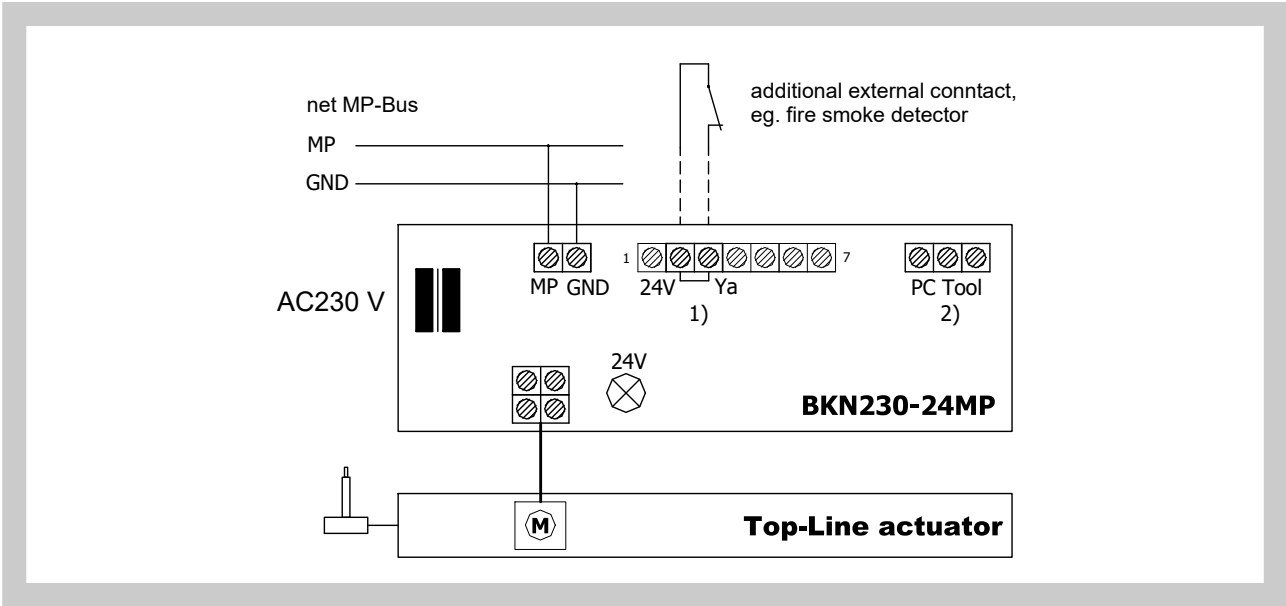 net MP-Bus
additional external conntact,
eg. fire smoke detector
MP
GND
1 7
MP GND 24V Ya PC Tool
1) 2)
AC230 V
24V
BKN230-24MP
M Top-Line actuator